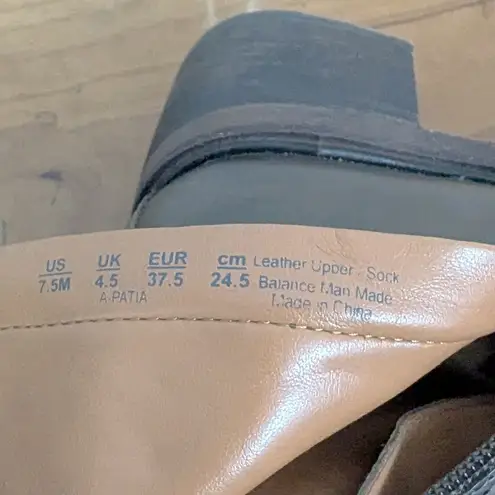 US UK EUR cm Leather Upper Sock
7.5M 4.5 37.5 24.5 Balance Man Made
A-PATIA Made in China